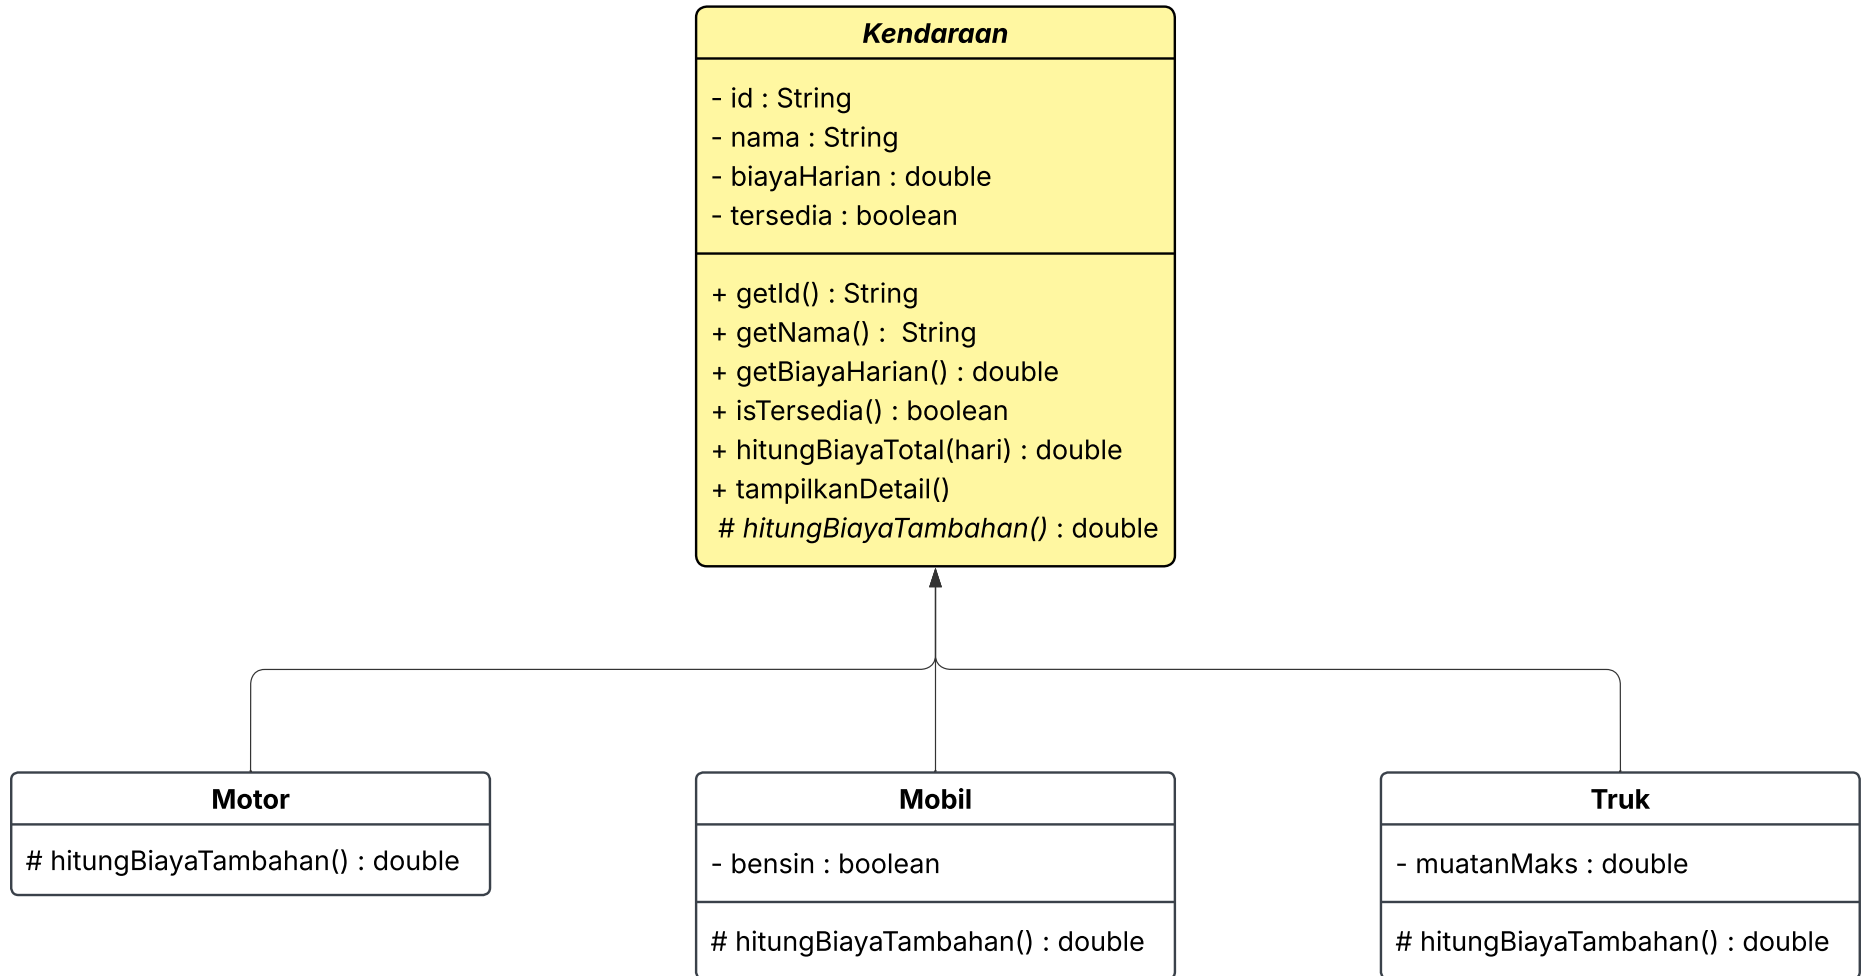 Kendaraan
- id : String
- nama : String
- biayaHarian : double
- tersedia : boolean
+ getId() : String
+ getNama() :  String
+ getBiayaHarian() : double
+ isTersedia() : boolean
+ hitungBiayaTotal(hari) : double
+ tampilkanDetail()
# hitungBiayaTambahan() : double
Motor
# hitungBiayaTambahan() : double
Mobil
- bensin : boolean
# hitungBiayaTambahan() : double
Truk
- muatanMaks : double
# hitungBiayaTambahan() : double